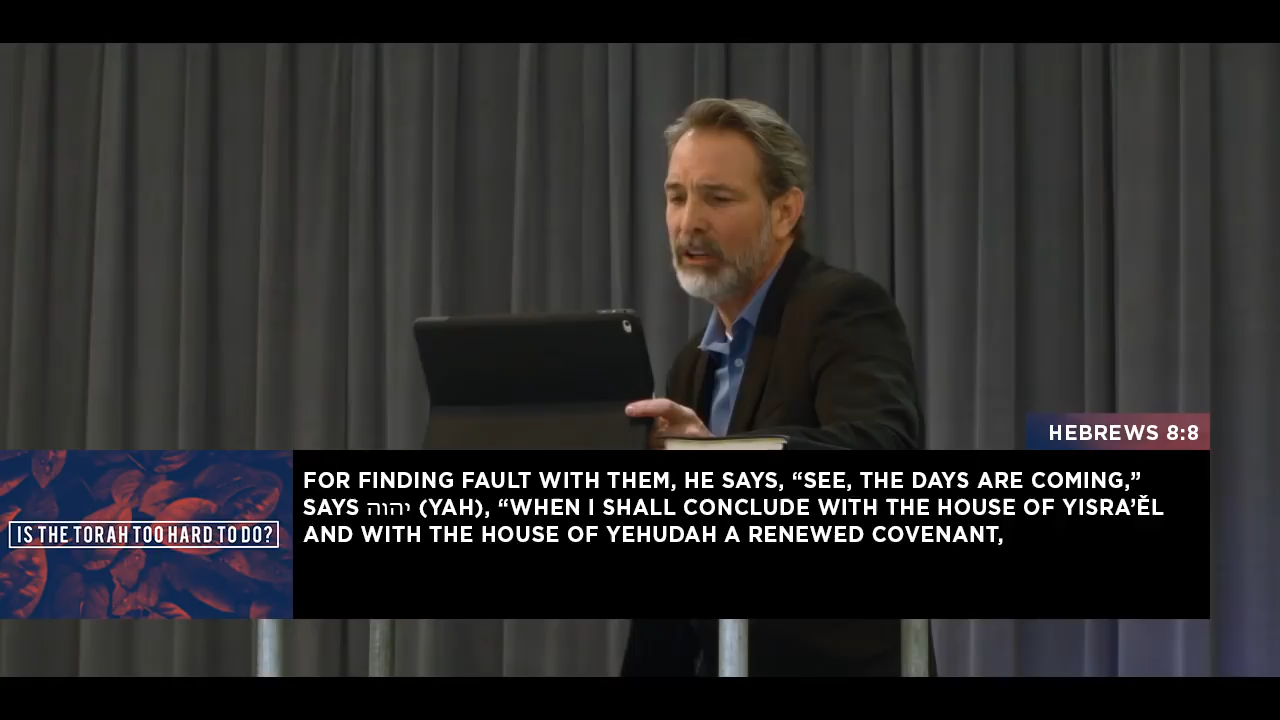 HEBREWS 8:8
FOR FINDING FAULT WITH THEM, HE SAYS, “SEE, THE DAYS ARE COMING,”
SAYS יהוה (YAH), “WHEN I SHALL CONCLUDE WITH THE HOUSE OF YISRA’ĚL
AND WITH THE HOUSE OF YEHUDAH A RENEWED COVENANT,
IS THE TORAH TOO HARD TO DO?